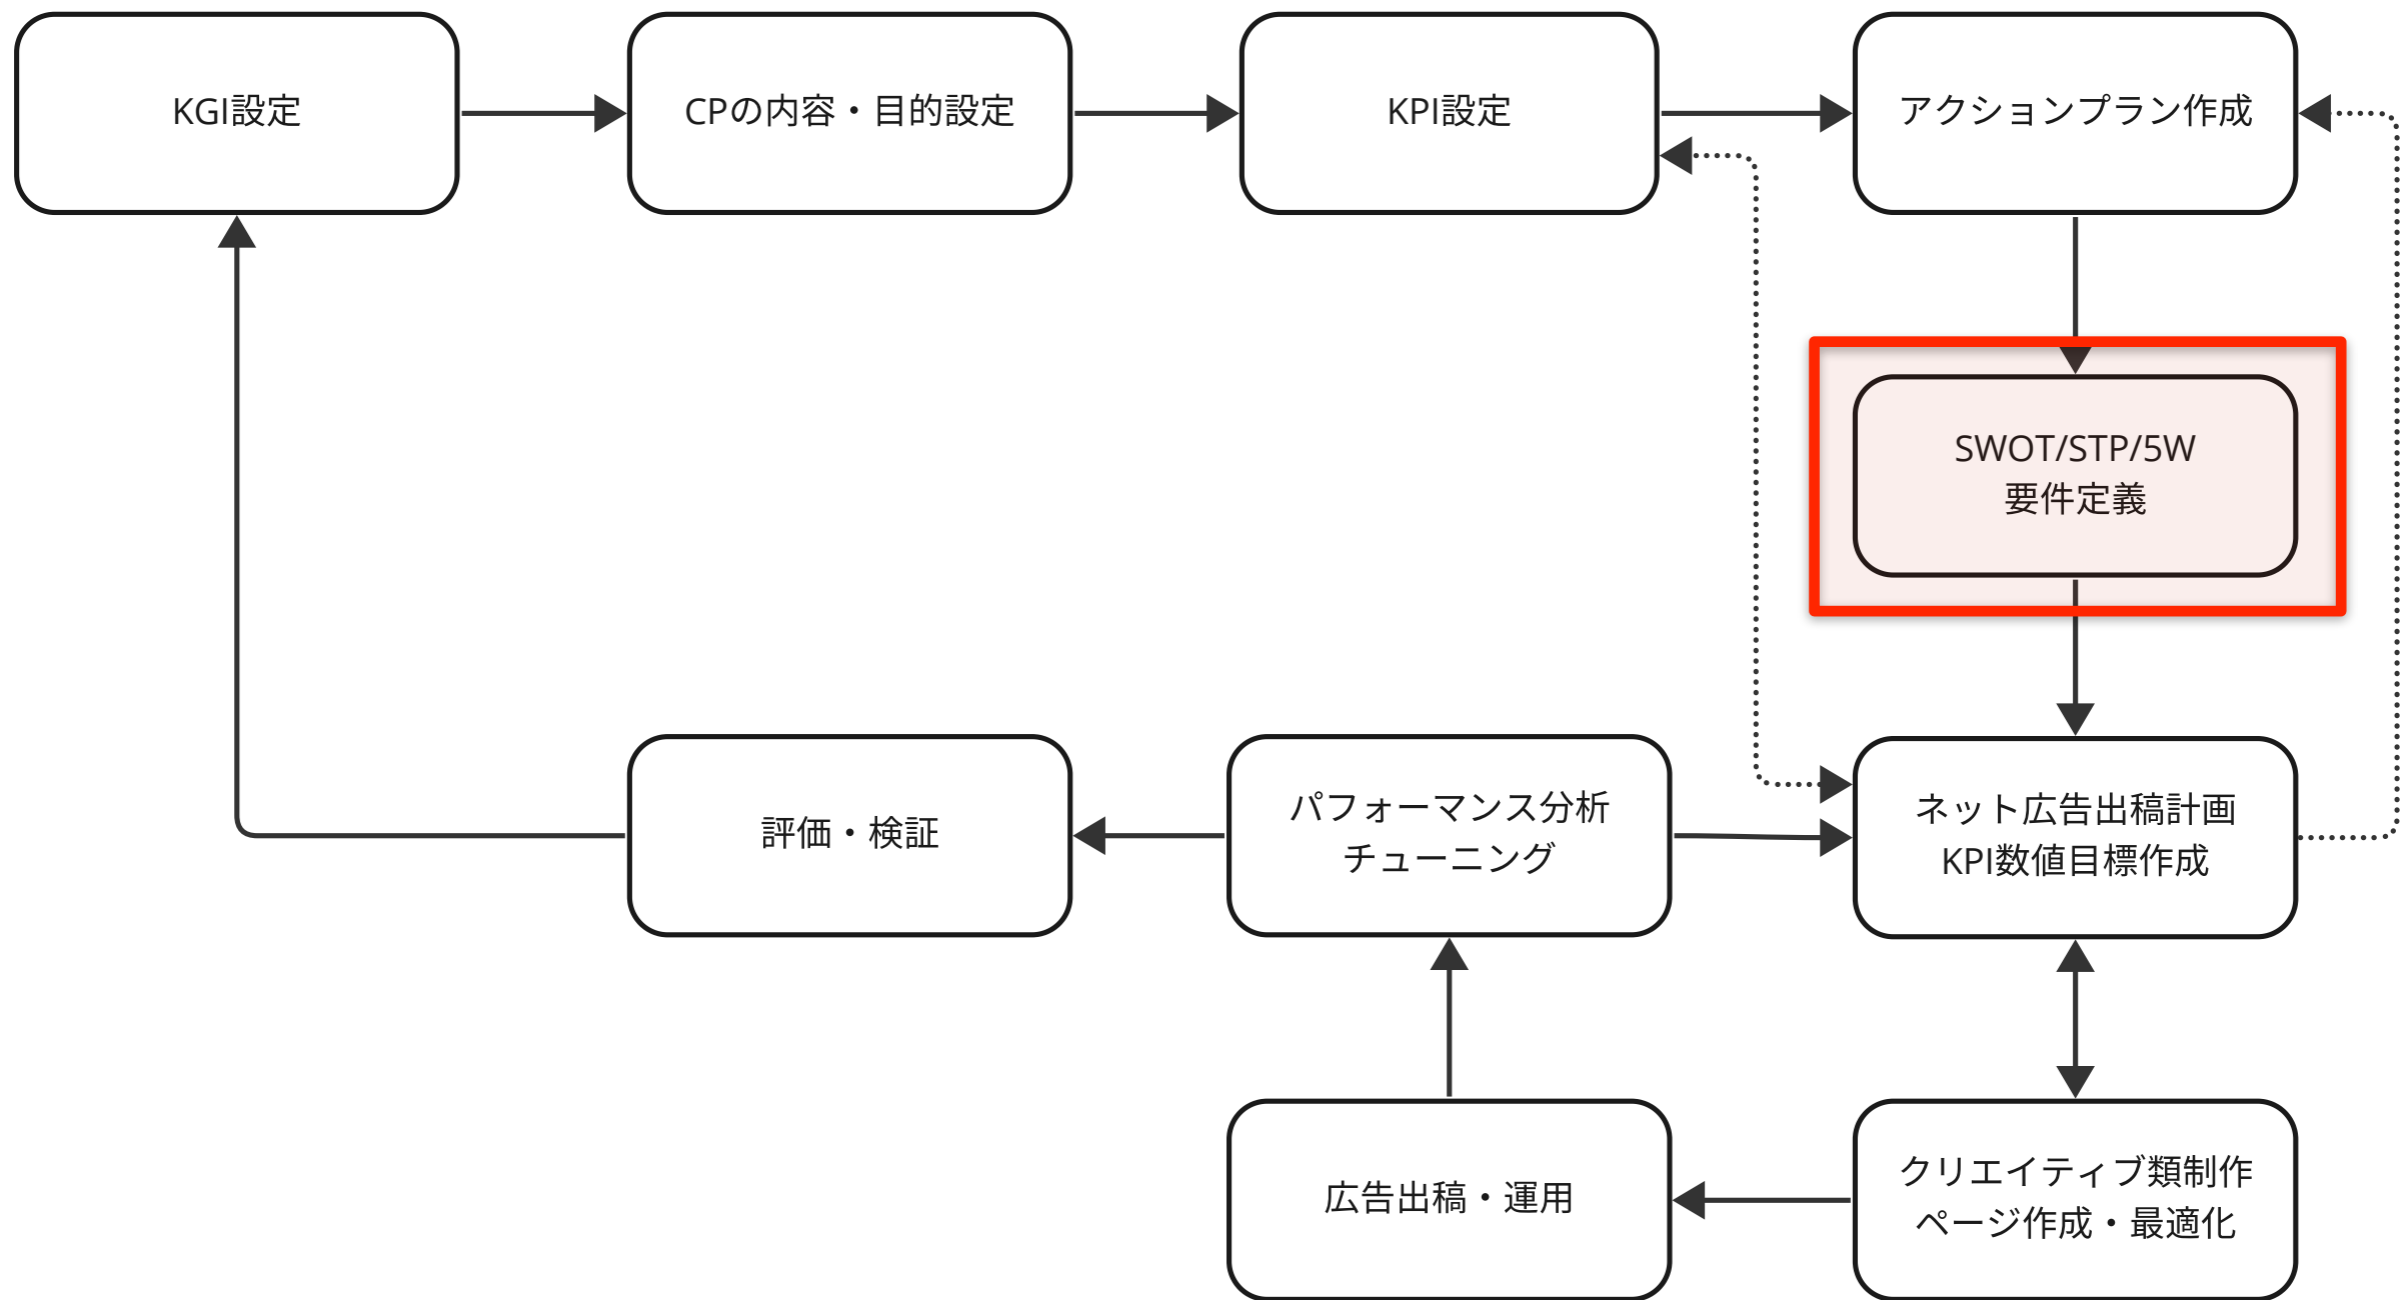 KGI設定
CPの内容・目的設定
KPI設定
アクションプラン作成
SWOT/STP/5W
要件定義
評価・検証
パフォーマンス分析
チューニング
ネット広告出稿計画
KPI数値目標作成
広告出稿・運用
クリエイティブ類制作
ページ作成・最適化